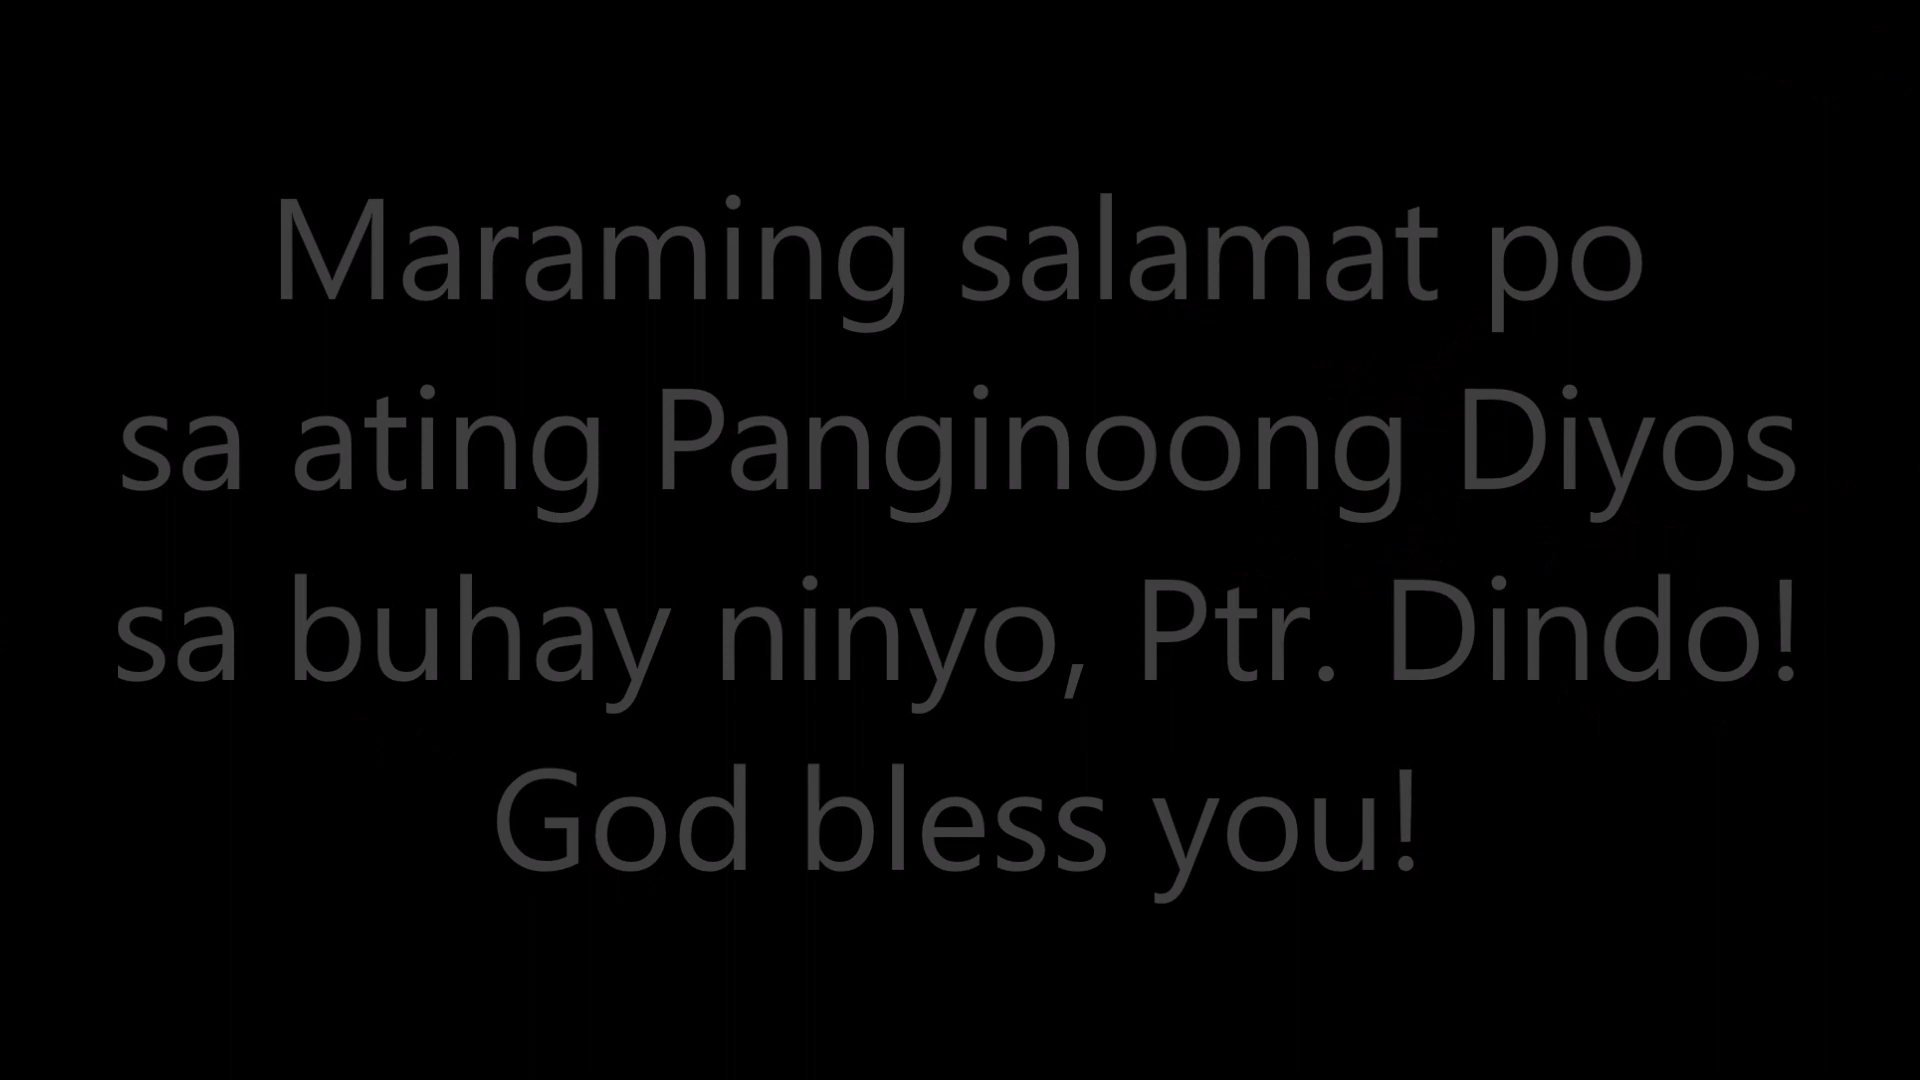 Maraming salamat po
sa ating Panginoong Diyos
sa buhay ninyo, Ptr. Dindo!
God bless you!